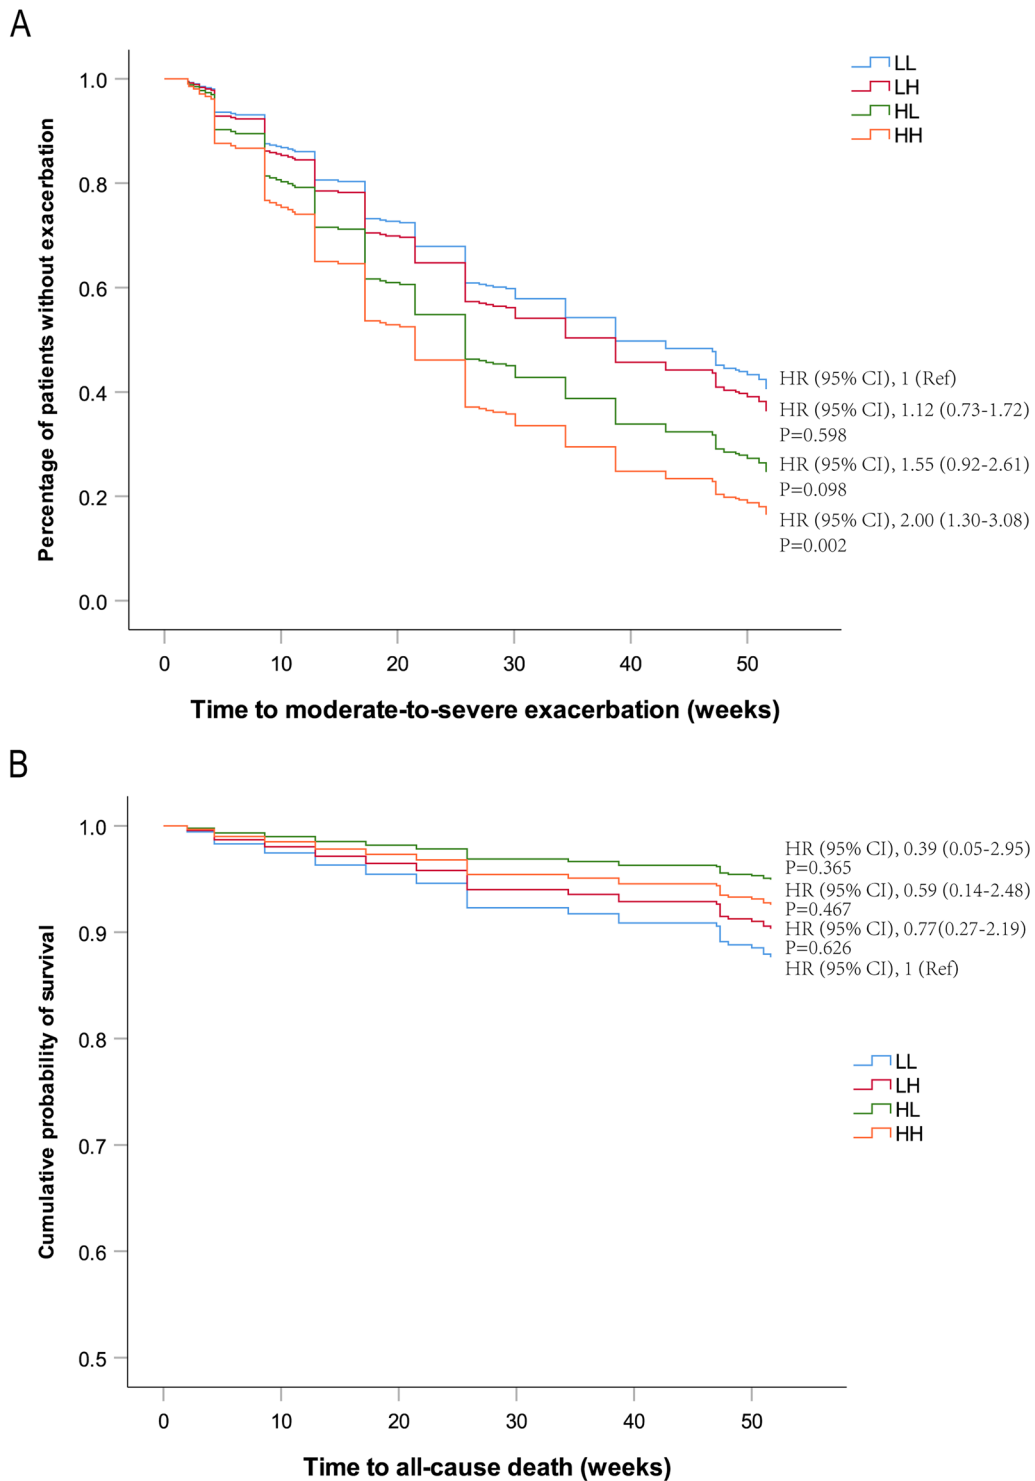 A
LL
LH
HL
HH
Percentage of patients without exacerbation
1.0
0.8
0.6
0.4
0.2
0.0
HR (95% CI), 1 (Ref)
HR (95% CI), 1.12 (0.73-1.72)
P=0.598
HR (95% CI), 1.55 (0.92-2.61)
P=0.098
HR (95% CI), 2.00 (1.30-3.08)
P=0.002
0 10 20 30 40 50
Time to moderate-to-severe exacerbation (weeks)
B
Cumulative probability of survival
1.0
0.9
0.8
0.7
0.6
0.5
HR (95% CI), 0.39 (0.05-2.95)
P=0.365
HR (95% CI), 0.59 (0.14-2.48)
P=0.467
HR (95% CI), 0.77(0.27-2.19)
P=0.626
HR (95% CI), 1 (Ref)
LL
LH
HL
HH
0 10 20 30 40 50
Time to all-cause death (weeks)